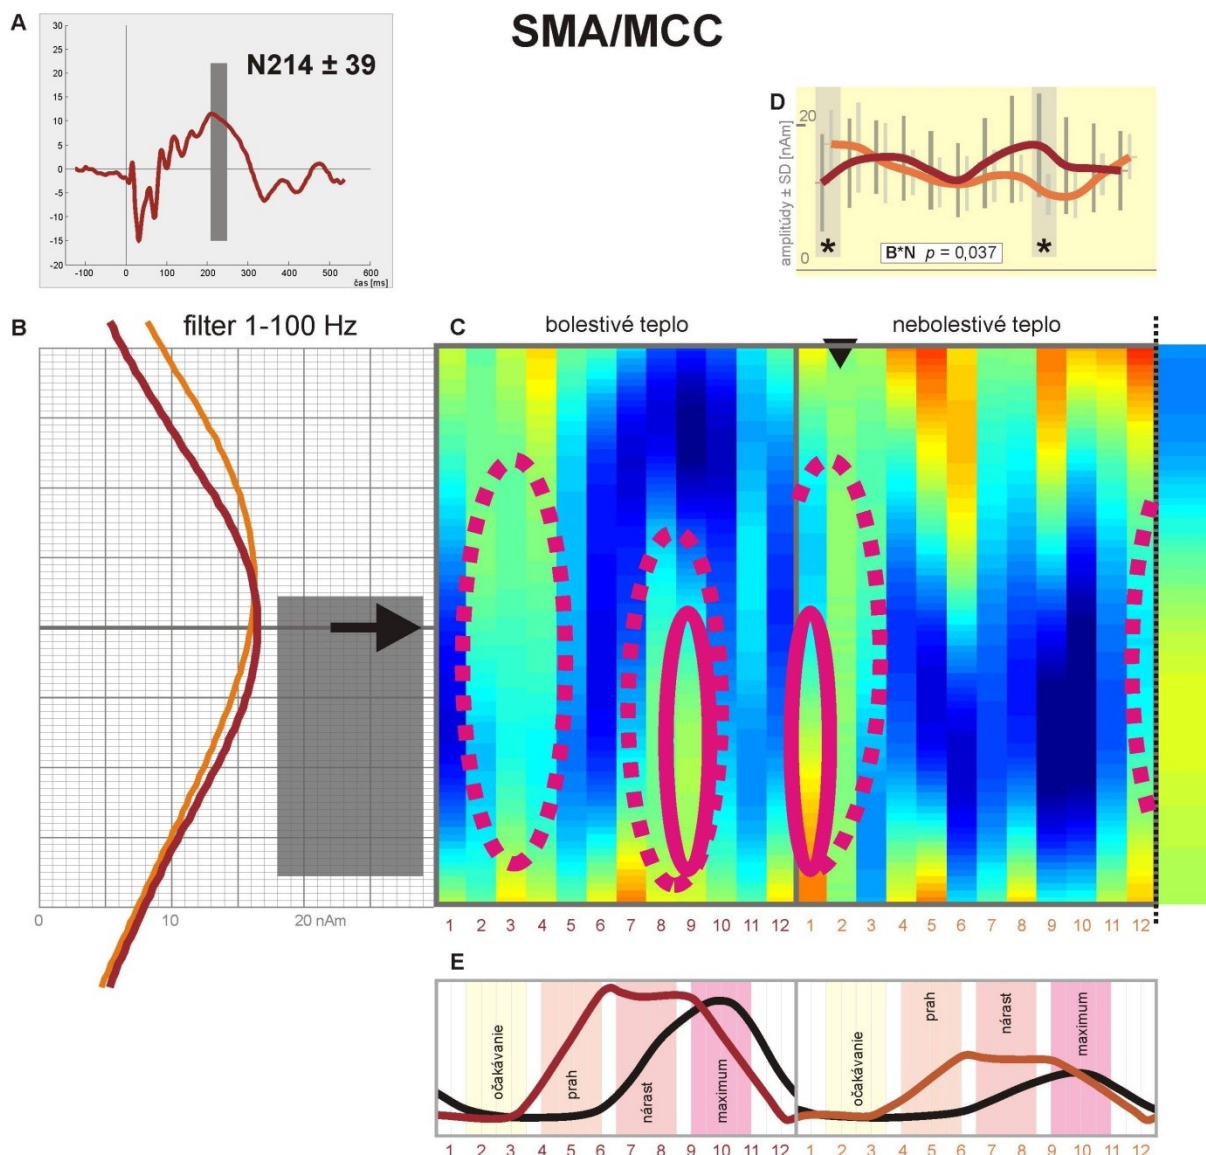 SMA/MCC
A
N214 ± 39
30
25
20
15
10
5
0
-5
-10
-15
-20
-100 0 100 200 300 400 500 600
čas [ms]
D
amplitúdy ± SD [nAm]
20
0
* *
B*N p = 0,037
B
filter 1-100 Hz
0 10 20 nAm
C
bolestivé teplo nebolestivé teplo
1 2 3 4 5 6 7 8 9 10 11 12 1 2 3 4 5 6 7 8 9 10 11 12
E
očakávanie
prah
nárast
maximum
očakávanie
prah
nárast
maximum
1 2 3 4 5 6 7 8 9 10 11 12 1 2 3 4 5 6 7 8 9 10 11 12